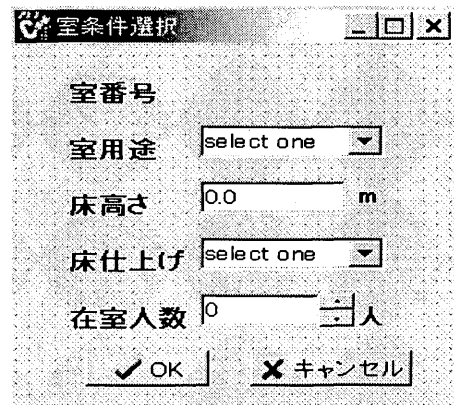 室条件選択
室番号
室用途 select one
床高さ 0.0 m
床仕上げ select one
在室人数 0 人
OK キャンセル